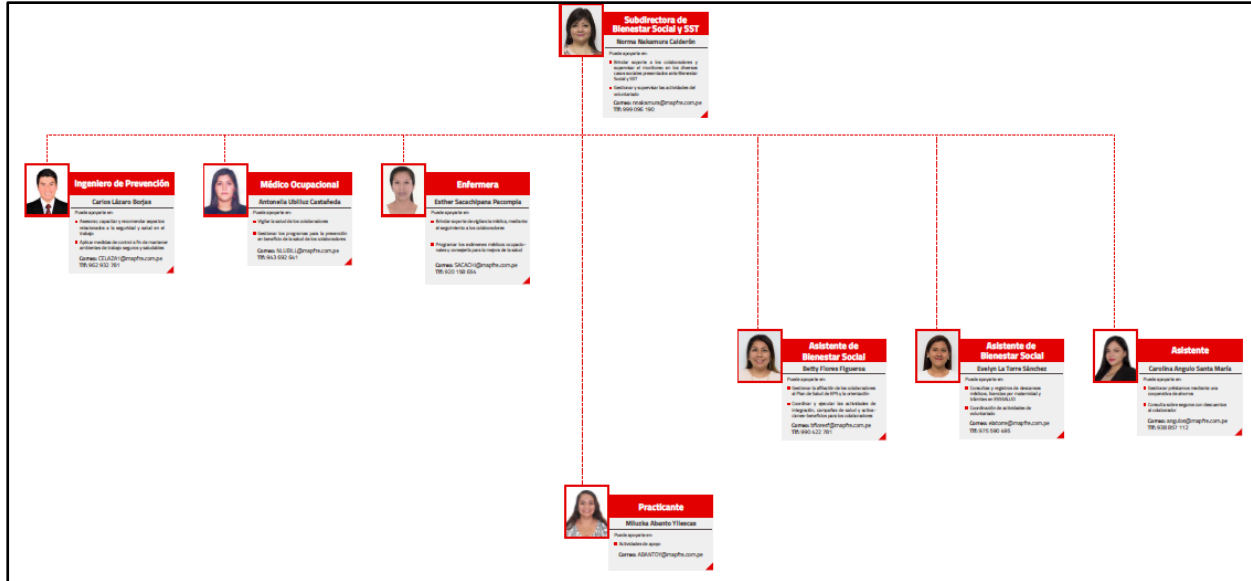 Subdirectora de
Bienestar Social y SST
Norma Nakamura Calderón
Puede apoyarte en:
Brindar soporte a los colaboradores y
supervisar el monitoreo en los diversos
casos sociales presentados ante Bienestar
Social y SST
Gestionar y supervisar las actividades del
voluntariado
Correo: nnakamura@mapfre.com.pe
Tlf: 999 096 190
Ingeniero de Prevención
Carlos Lázaro Borjas
Puede apoyarte en:
Asesorar, capacitar y recomendar aspectos
relacionados a la seguridad y salud en el
trabajo
Aplicar medidas de control a fin de mantener
ambientes de trabajo seguros y saludables
Correo: CELAZA1@mapfre.com.pe
Tlf: 962 932 781
Médico Ocupacional
Antonella Ubilluz Castañeda
Puede apoyarte en:
Vigilar la salud de los colaboradores
Gestionar los programas para la prevención
en beneficio de la salud de los colaboradores
Correo: NLUBILL@mapfre.com.pe
Tlf: 943 692 641
Enfermera
Esther Sacachipana Pacompia
Puede apoyarte en:
Brindar soporte de vigilancia médica, mediante
el seguimiento a los colaboradores
Programar los exámenes médicos ocupacio-
nales y consejería para la mejora de la salud
Correo: SACACH@mapfre.com.pe
Tlf: 920 198 654
Asistente de
Bienestar Social
Betty Flores Figueroa
Puede apoyarte en:
Gestionar la afiliación de los colaboradores
al Plan de Salud de EPS y la orientación
Coordinar y ejecutar las actividades de
integración, campañas de salud y activa-
ciones-beneficios para los colaboradores
Correo: bfloresf@mapfre.com.pe
Tlf: 990 422 781
Asistente de
Bienestar Social
Evelyn La Torre Sánchez
Puede apoyarte en:
Consultas y registros de descansos
médicos, licencias por maternidad y
trámites en ESSALUD
Coordinación de actividades de
voluntariado
Correo: elatorre@mapfre.com.pe
Tlf: 975 590 485
Asistente
Carolina Angulo Santa María
Puede apoyarte en:
Gestionar préstamos mediante una
cooperativa de ahorros
Consulta sobre seguros con descuentos
al colaborador
Correo: angulos@mapfre.com.pe
Tlf: 938 857 112
Practicante
Miluzka Abanto Yllescas
Puede apoyarte en:
Actividades de apoyo
Correo: ABANTOY@mapfre.com.pe